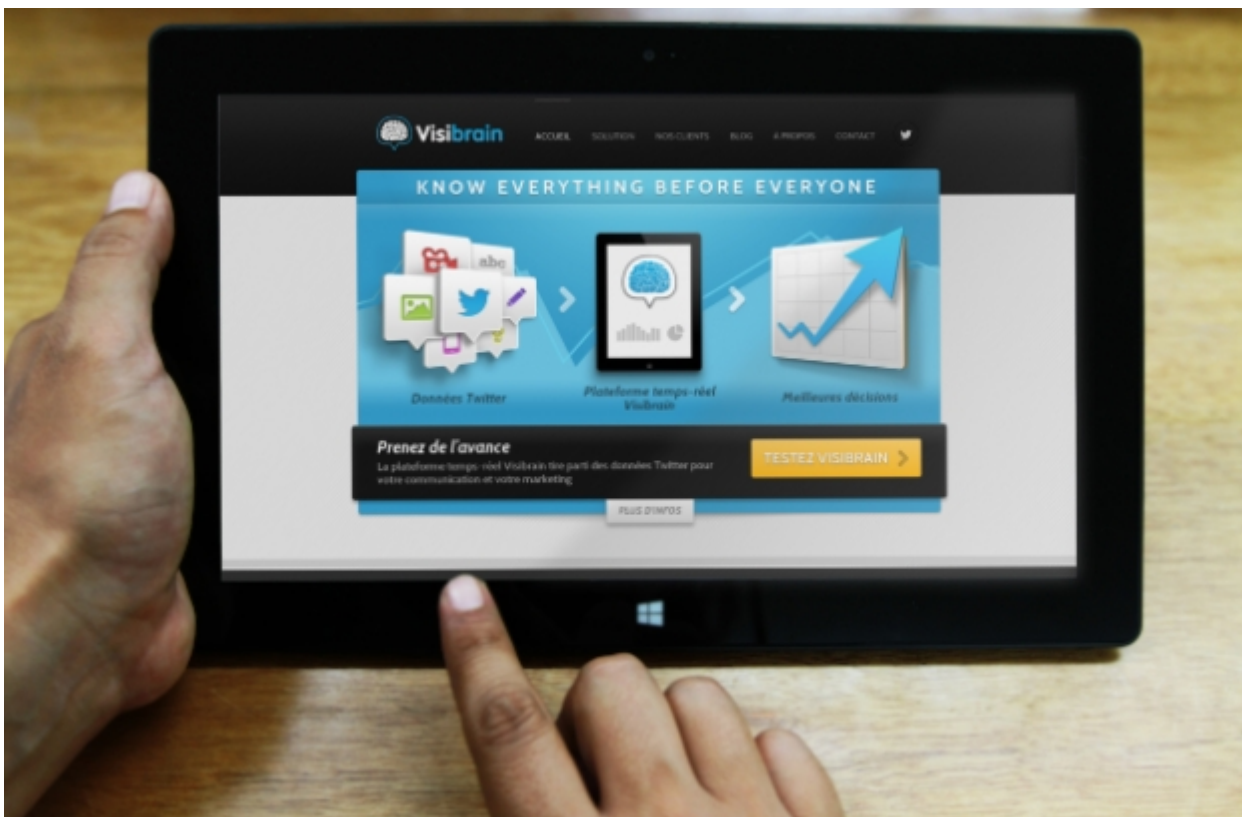 Visibrain
ACCUEIL SOLUTION NOS CLIENTS BLOG A PROPOS CONTACT
KNOW EVERYTHING BEFORE EVERYONE
abc
Données Twitter
Plateforme temps-réel
Visibrain
Meilleures décisions
Prenez de l'avance
La plateforme temps-réel Visibrain tire parti des données Twitter pour
votre communication et votre marketing
TESTEZ VISIBRAIN
PLUS D'INFOS